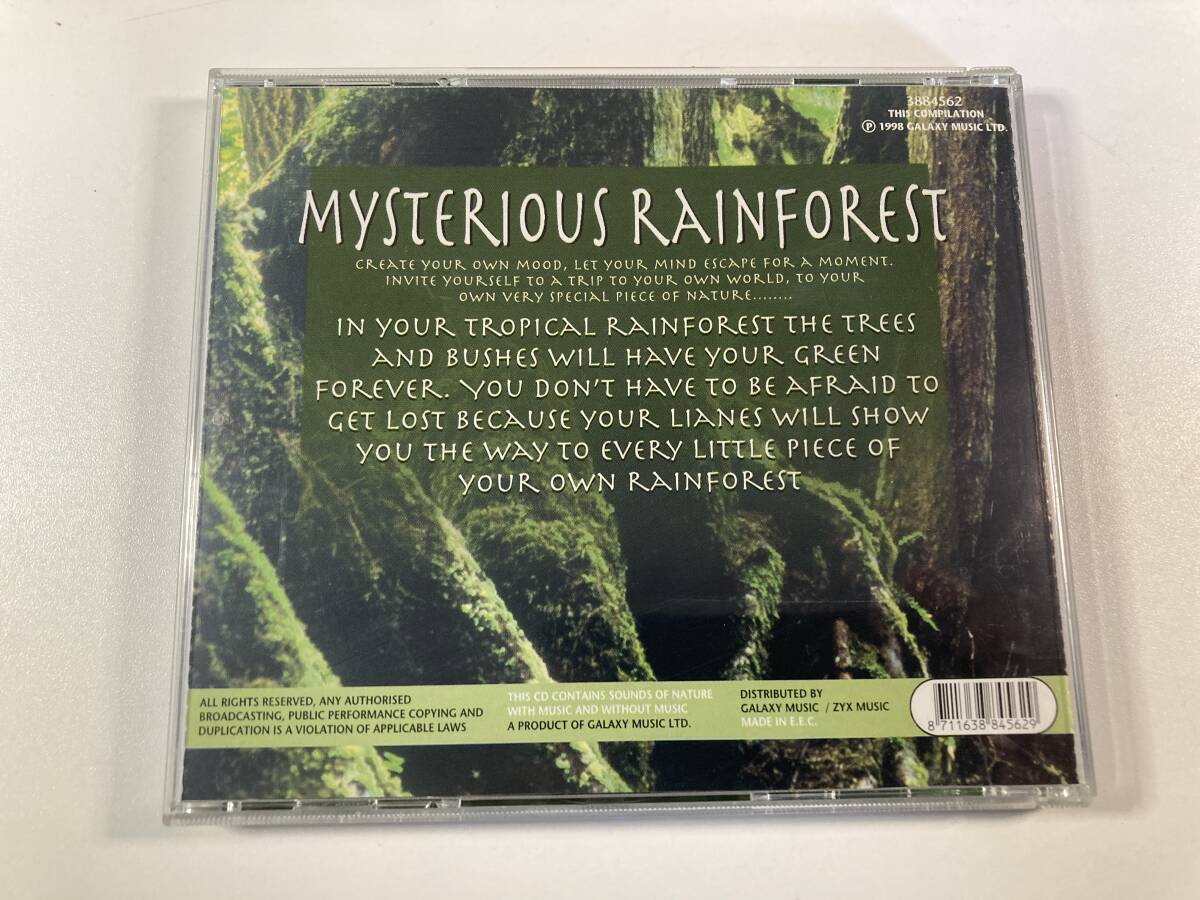 3884562
THIS COMPILATION
Ⓟ 1998 GALAXY MUSIC LTD.
MYSTERIOUS RAINFOREST
CREATE YOUR OWN MOOD, LET YOUR MIND ESCAPE FOR A MOMENT.
INVITE YOURSELF TO A TRIP TO YOUR OWN WORLD, TO YOUR
OWN VERY SPECIAL PIECE OF NATURE........
IN YOUR TROPICAL RAINFOREST THE TREES
AND BUSHES WILL HAVE YOUR GREEN
FOREVER. YOU DON'T HAVE TO BE AFRAID TO
GET LOST BECAUSE YOUR LIANES WILL SHOW
YOU THE WAY TO EVERY LITTLE PIECE OF
YOUR OWN RAINFOREST
ALL RIGHTS RESERVED, ANY AUTHORISED
BROADCASTING, PUBLIC PERFORMANCE COPYING AND
DUPLICATION IS A VIOLATION OF APPLICABLE LAWS
THIS CD CONTAINS SOUNDS OF NATURE
WITH MUSIC AND WITHOUT MUSIC
A PRODUCT OF GALAXY MUSIC LTD.
DISTRIBUTED BY
GALAXY MUSIC / ZYX MUSIC
MADE IN E.E.C.
8 711638 845629